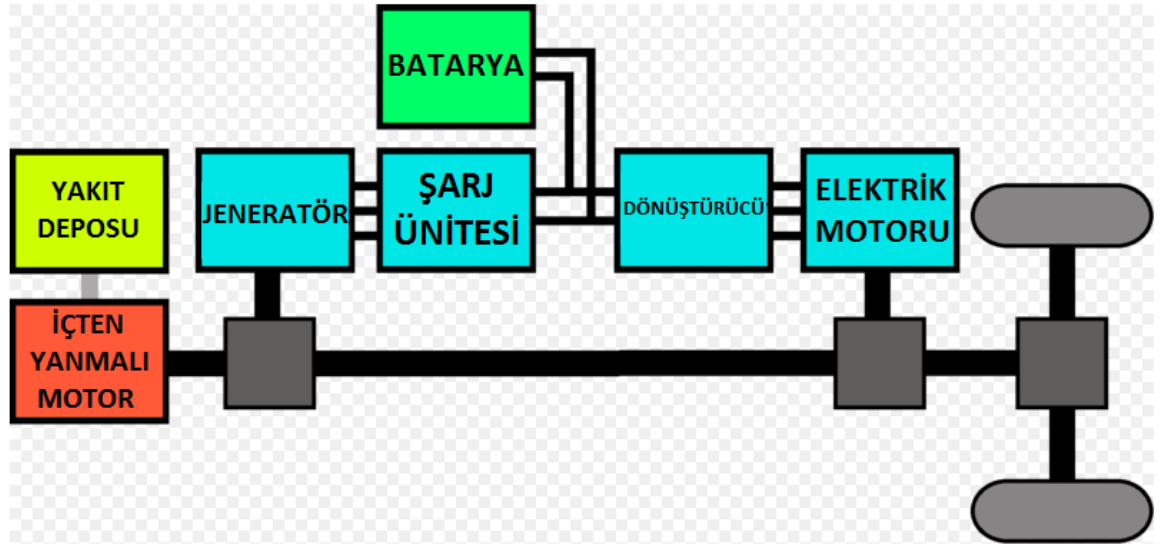 BATARYA
YAKIT
DEPOSU
JENERATÖR
ŞARJ
ÜNİTESİ
DÖNÜŞTÜRÜCÜ
ELEKTRİK
MOTORU
İÇTEN
YANMALI
MOTOR